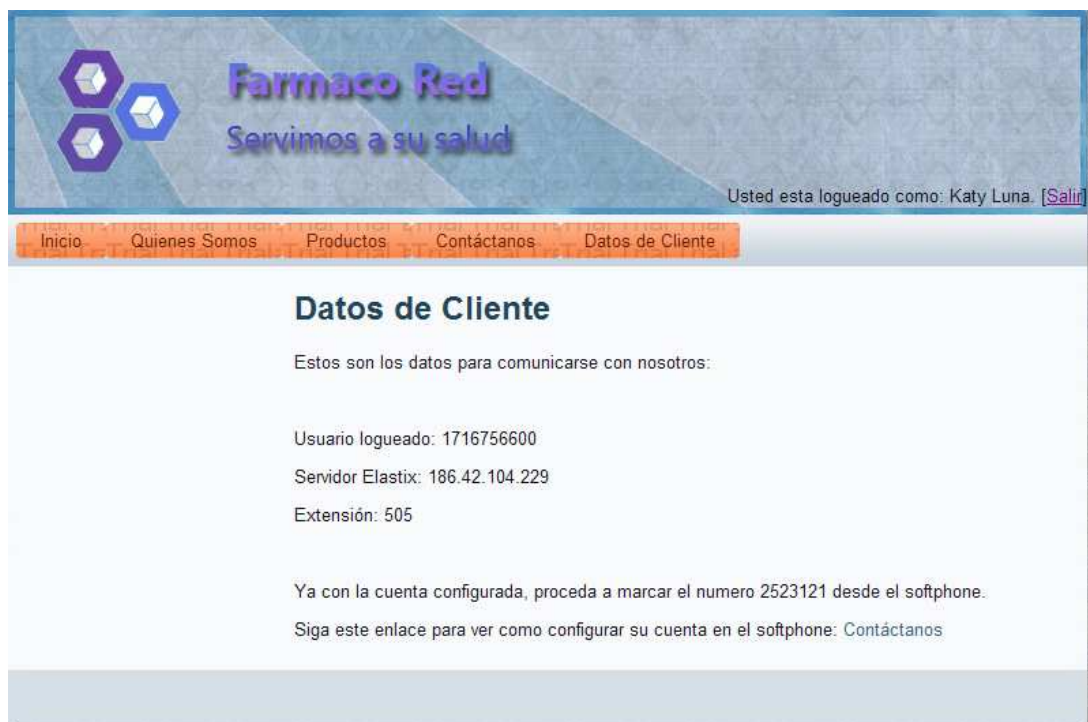 Farmaco Red
Servimos a su salud
Usted esta logueado como: Katy Luna. [Salir]
Inicio Quienes Somos Productos Contáctanos Datos de Cliente
Datos de Cliente
Estos son los datos para comunicarse con nosotros:
Usuario logueado: 1716756600
Servidor Elastix: 186.42.104.229
Extensión: 505
Ya con la cuenta configurada, proceda a marcar el numero 2523121 desde el softphone.
Siga este enlace para ver como configurar su cuenta en el softphone: Contáctanos